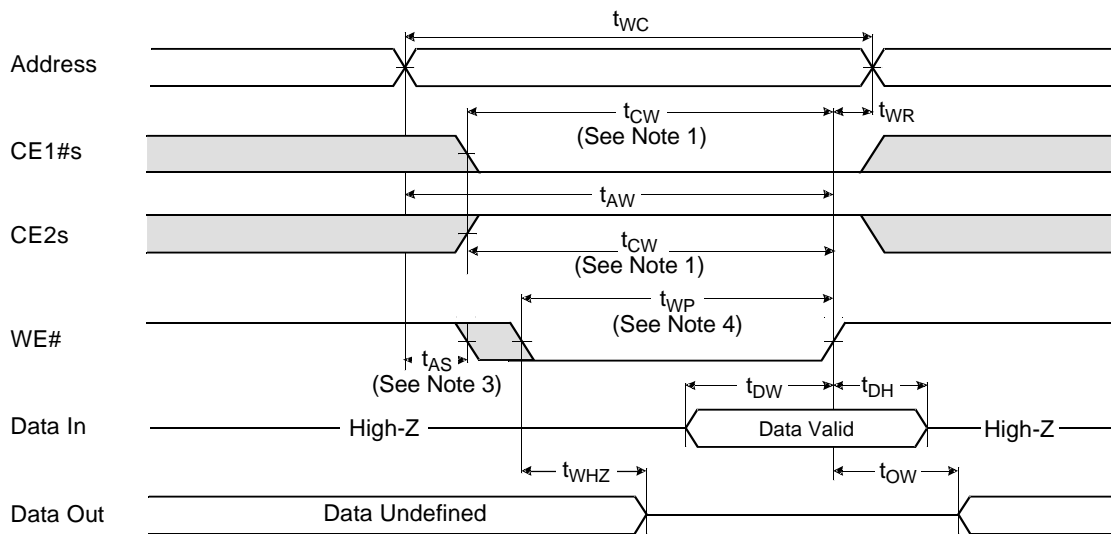 tWC
Address
tCW
(See Note 1)
tWR
CE1#s
tAW
CE2s
tCW
(See Note 1)
tWP
(See Note 4)
WE#
tAS
(See Note 3)
tDW
tDH
Data In
High-Z
Data Valid
High-Z
tWHZ
tOW
Data Out
Data Undefined